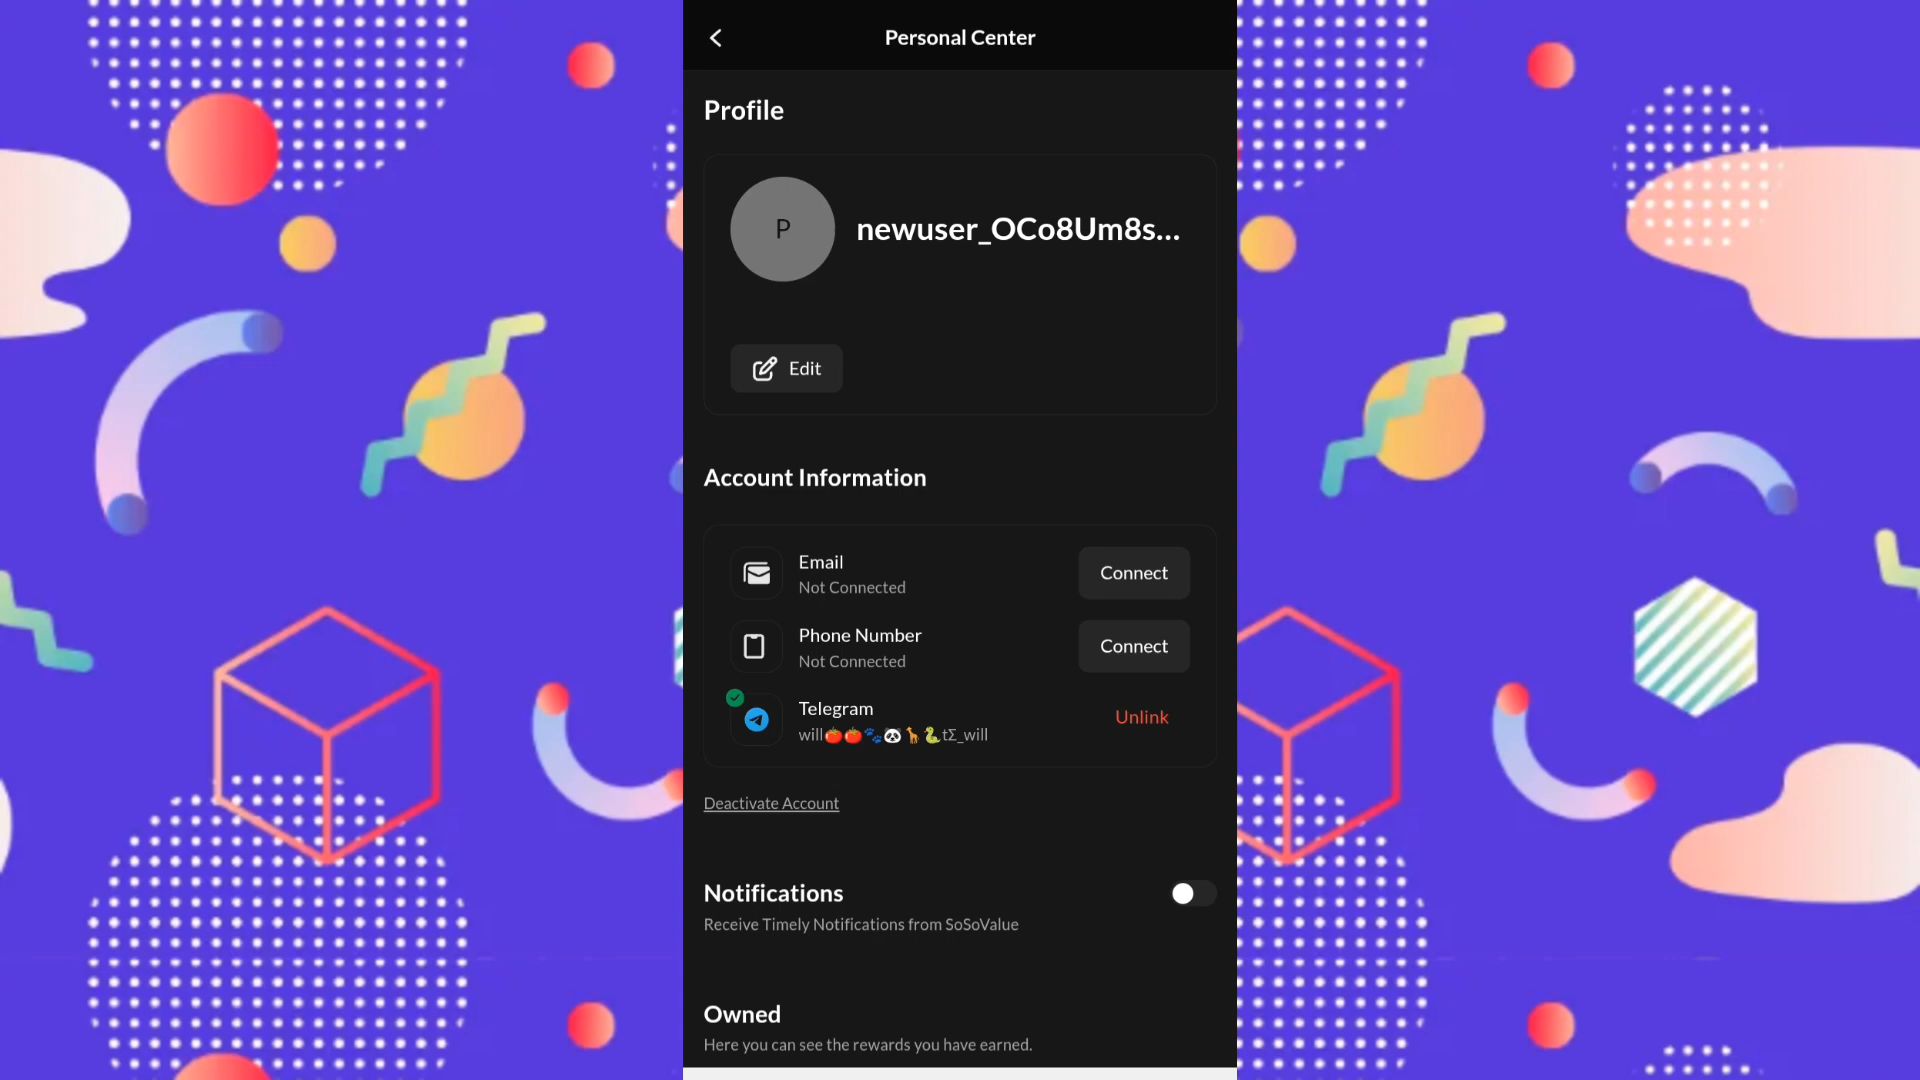 Personal Center
Profile
P
newuser_OCo8Um8s...
Edit
Account Information
Email
Not Connected
Connect
Phone Number
Not Connected
Connect
Telegram
will🍅🍅🐾🐼🦒🐍tΣ_will
Unlink
Deactivate Account
Notifications
Receive Timely Notifications from SoSoValue
Owned
Here you can see the rewards you have earned.